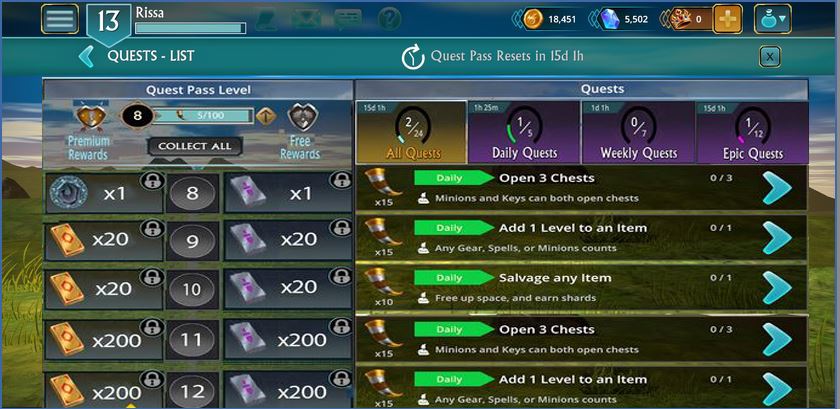 13
Rissa
18,451
5,502
0
QUESTS - LIST
Quest Pass Resets in 15d 1h
X
Quest Pass Level
Premium
Rewards
8
5/100
Free
Rewards
COLLECT ALL
x1
8
x1
x20
9
x20
x20
10
x20
x200
11
x200
x200
12
x200
Quests
15d 1h
2/24
All Quests
1h 25m
1/5
Daily Quests
1d 1h
0/7
Weekly Quests
15d 1h
1/12
Epic Quests
x15
Daily
Open 3 Chests
0 / 3
Minions and Keys can both open chests
x15
Daily
Add 1 Level to an Item
0 / 1
Any Gear, Spells, or Minions counts
x10
Daily
Salvage any Item
0 / 1
Free up space, and earn shards
x15
Daily
Open 3 Chests
0 / 3
Minions and Keys can both open chests
x15
Daily
Add 1 Level to an Item
0 / 1
Any Gear, Spells, or Minions counts